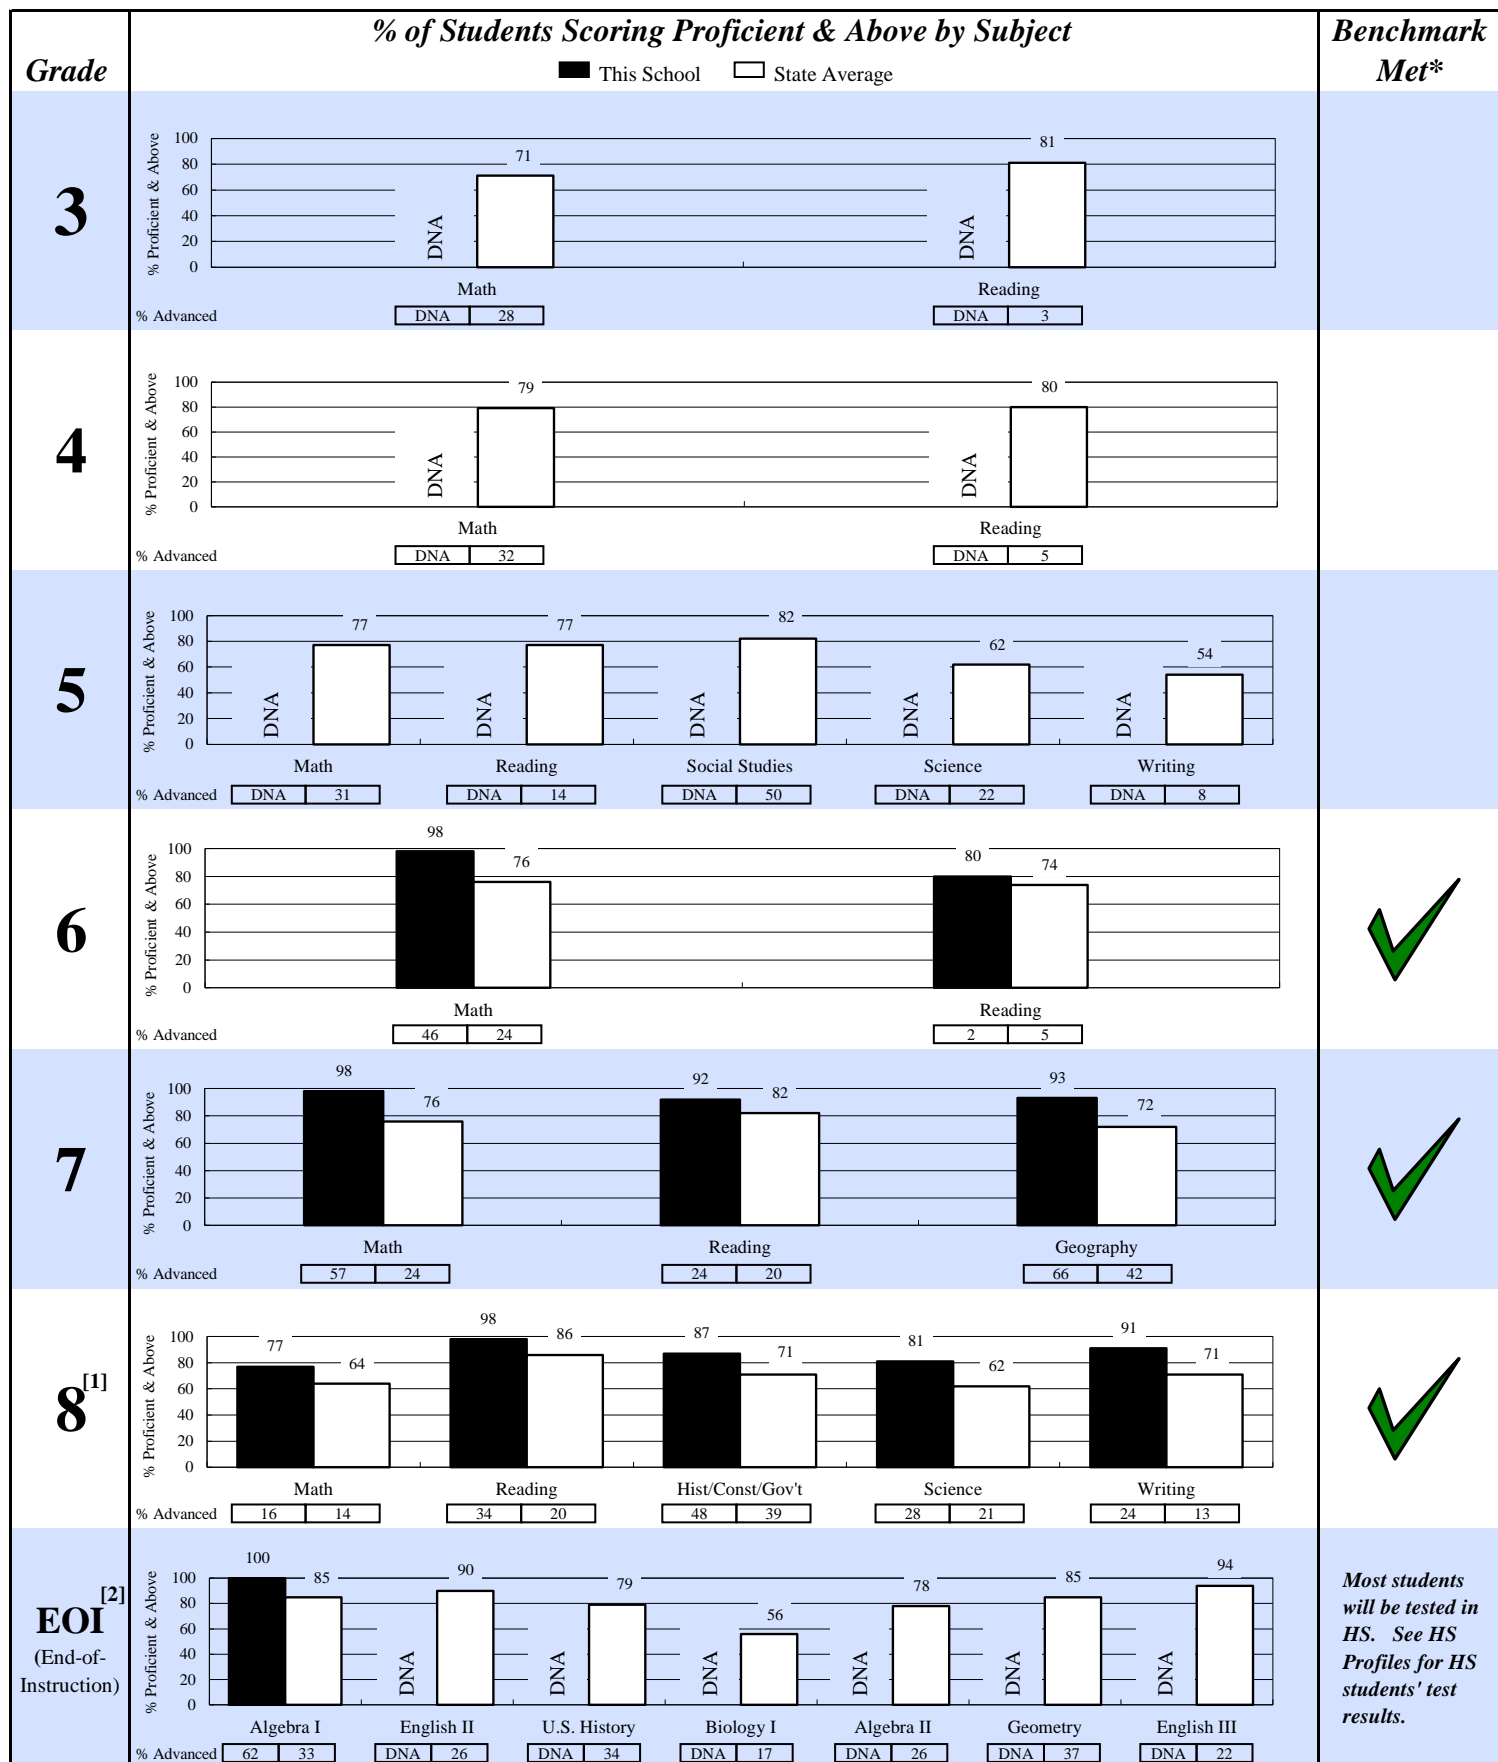 % of Students Scoring Proficient & Above by Subject
Benchmark
Met*
Grade
This School State Average
3
% Proficient & Above
100
80
60
40
20
0
DNA
71
DNA
81
Math Reading
% Advanced DNA 28 DNA 3
4
% Proficient & Above
100
80
60
40
20
0
DNA
79
DNA
80
Math Reading
% Advanced DNA 32 DNA 5
5
% Proficient & Above
100
80
60
40
20
0
DNA
77
DNA
77
DNA
82
DNA
62
DNA
54
Math Reading Social Studies Science Writing
% Advanced DNA 31 DNA 14 DNA 50 DNA 22 DNA 8
6
% Proficient & Above
100
80
60
40
20
0
98
76
80
74
Math Reading
% Advanced 46 24 2 5
7
% Proficient & Above
100
80
60
40
20
0
98
76
92
82
93
72
Math Reading Geography
% Advanced 57 24 24 20 66 42
8[1]
% Proficient & Above
100
80
60
40
20
0
77
64
98
86
87
71
81
62
91
71
Math Reading Hist/Const/Gov't Science Writing
% Advanced 16 14 34 20 48 39 28 21 24 13
EOI[2]
(End-of-
Instruction)
% Proficient & Above
100
80
60
40
20
0
100
85
DNA
90
DNA
79
DNA
56
DNA
78
DNA
85
DNA
94
Algebra I English II U.S. History Biology I Algebra II Geometry English III
% Advanced 62 33 DNA 26 DNA 34 DNA 17 DNA 26 DNA 37 DNA 22
Most students
will be tested in
HS. See HS
Profiles for HS
students' test
results.